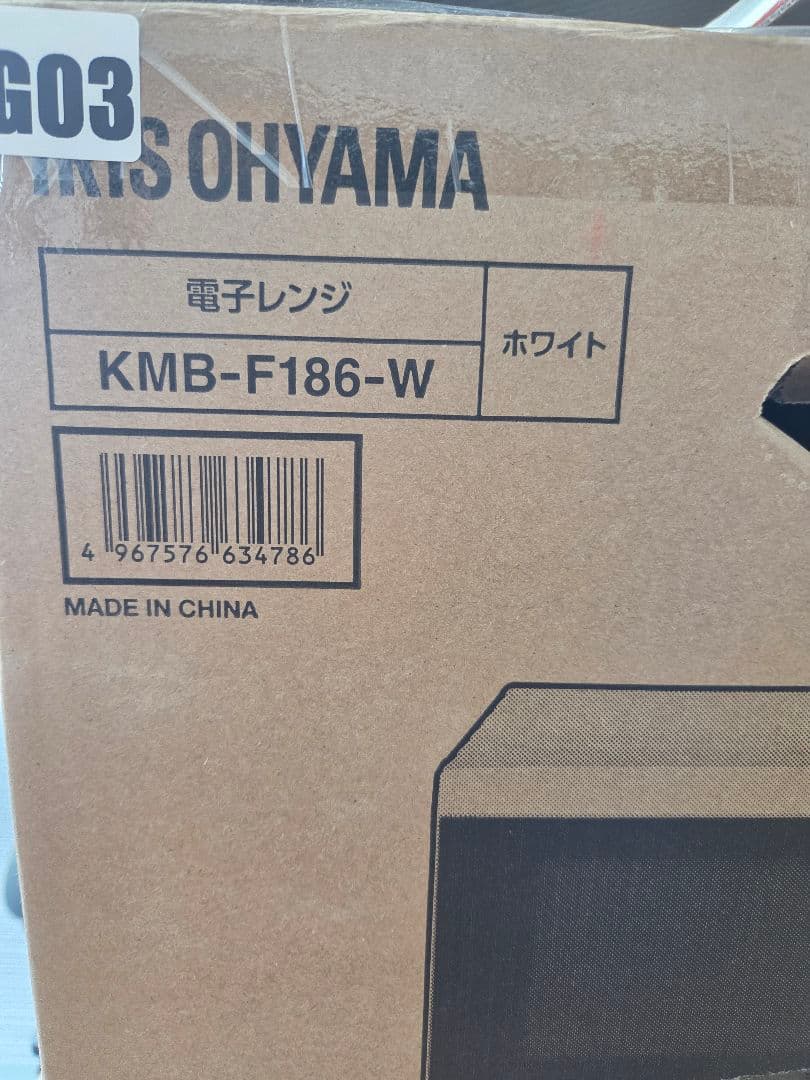 G03
IRIS OHYAMA
電子レンジ
ホワイト
KMB-F186-W
4 967576 634786
MADE IN CHINA